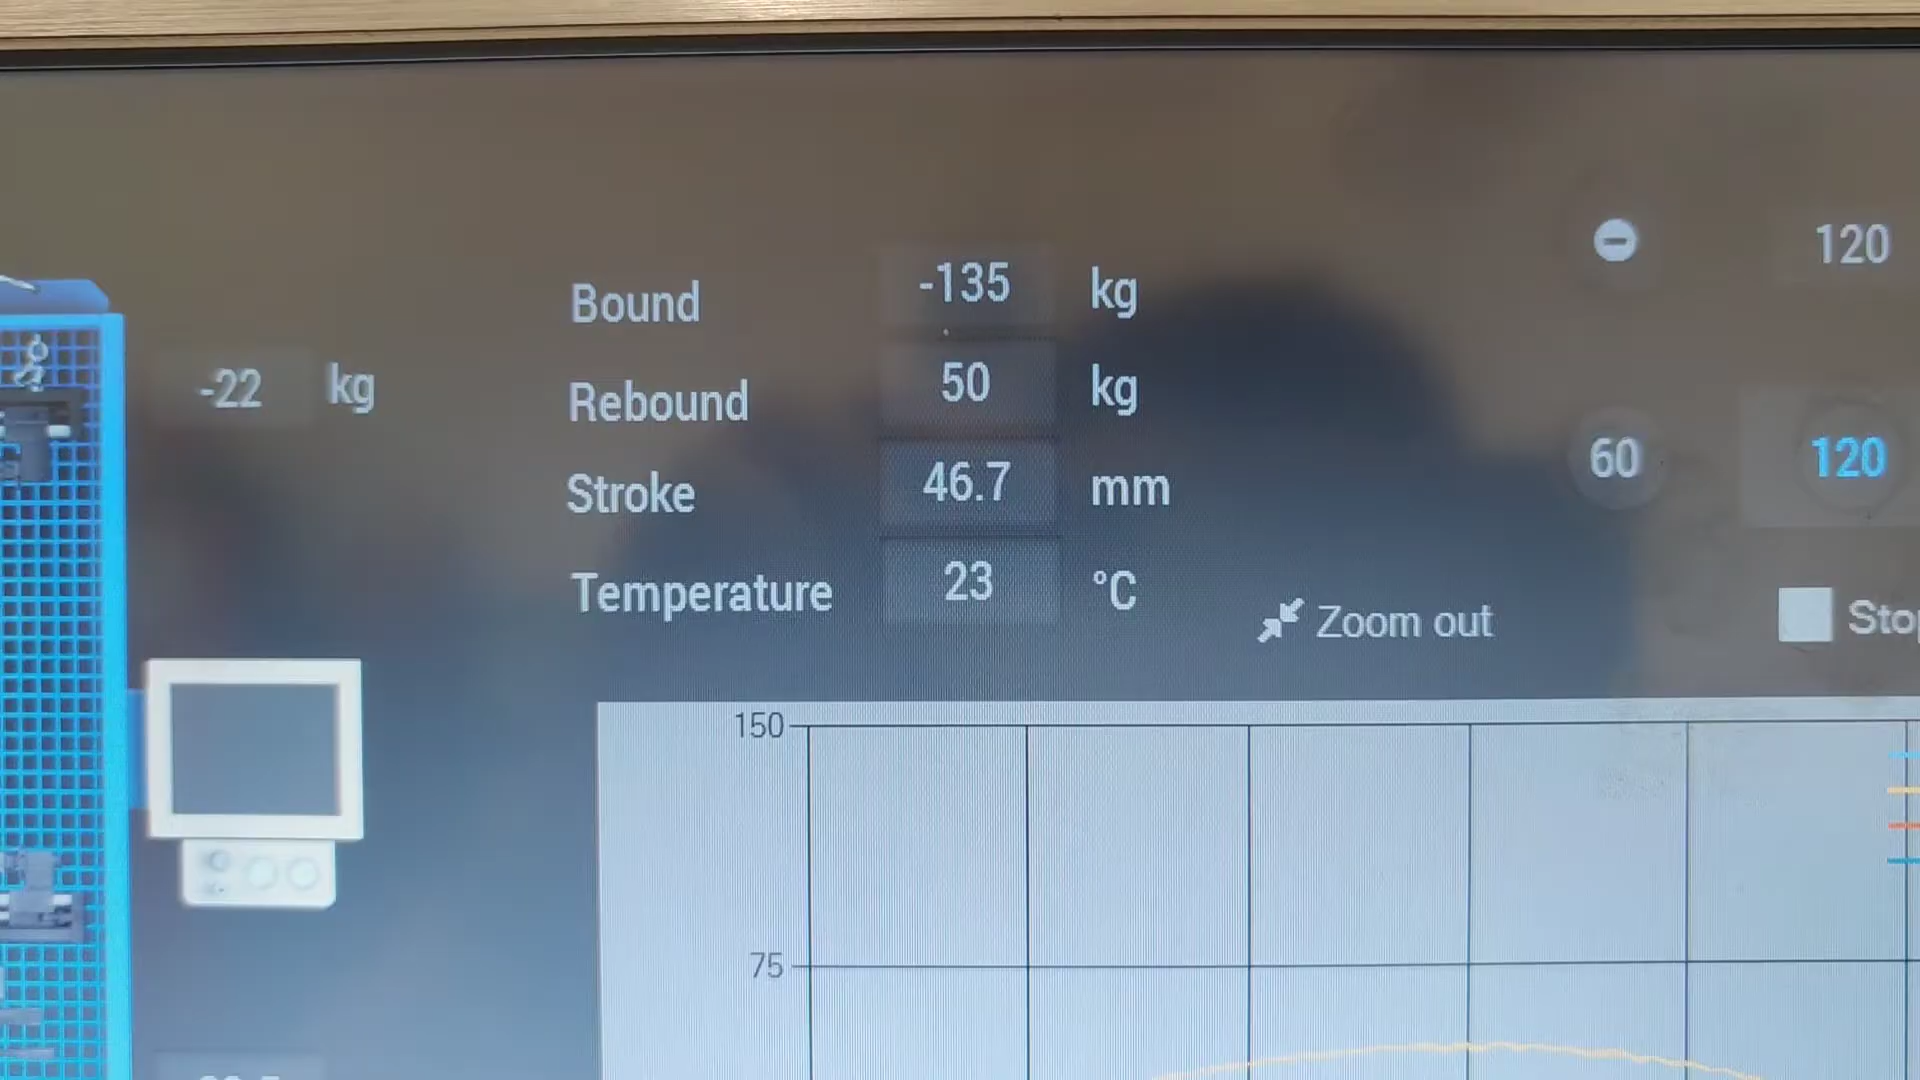 120
Bound -135 kg
-22 kg
Rebound 50 kg
60 120
Stroke 46.7 mm
Temperature 23 °C
Zoom out
150
75